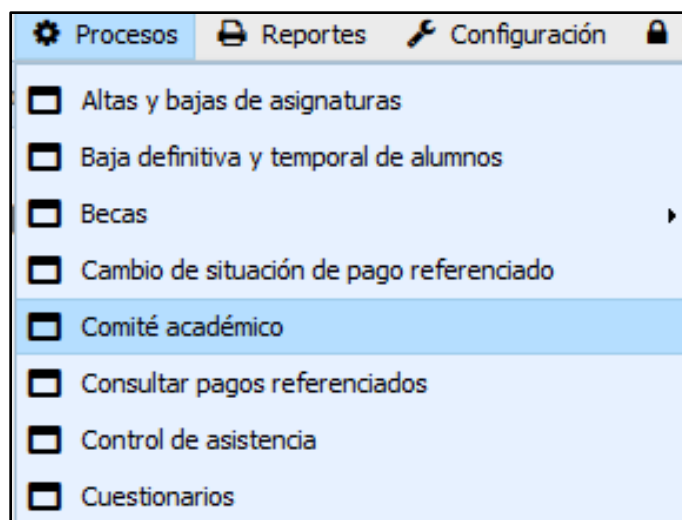 Procesos Reportes Configuración
Altas y bajas de asignaturas
Baja definitiva y temporal de alumnos
Becas
Cambio de situación de pago referenciado
Comité académico
Consultar pagos referenciados
Control de asistencia
Cuestionarios